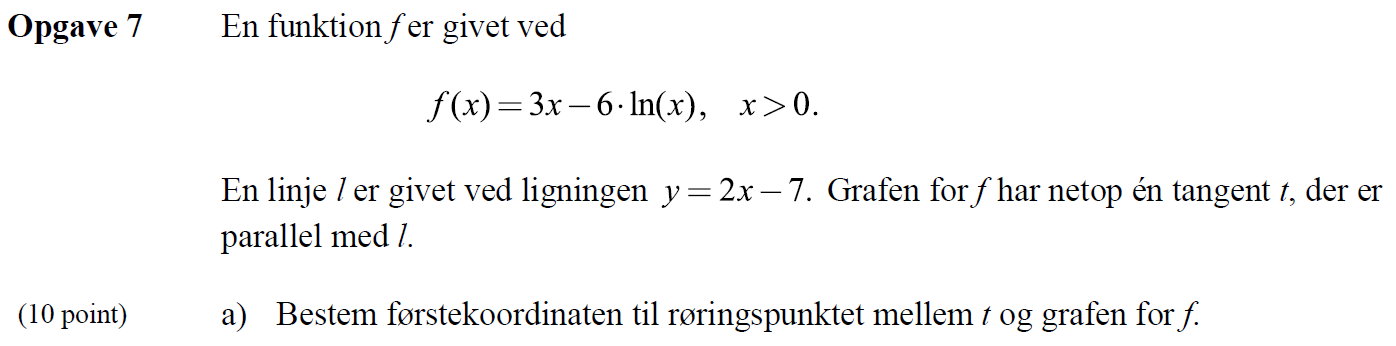 Opgave 7 En funktion f er givet ved
f(x)=3x−6·ln(x), x>0.
En linje l er givet ved ligningen y=2x−7. Grafen for f har netop én tangent t, der er
parallel med l.
(10 point) a) Bestem førstekoordinaten til røringspunktet mellem t og grafen for f.